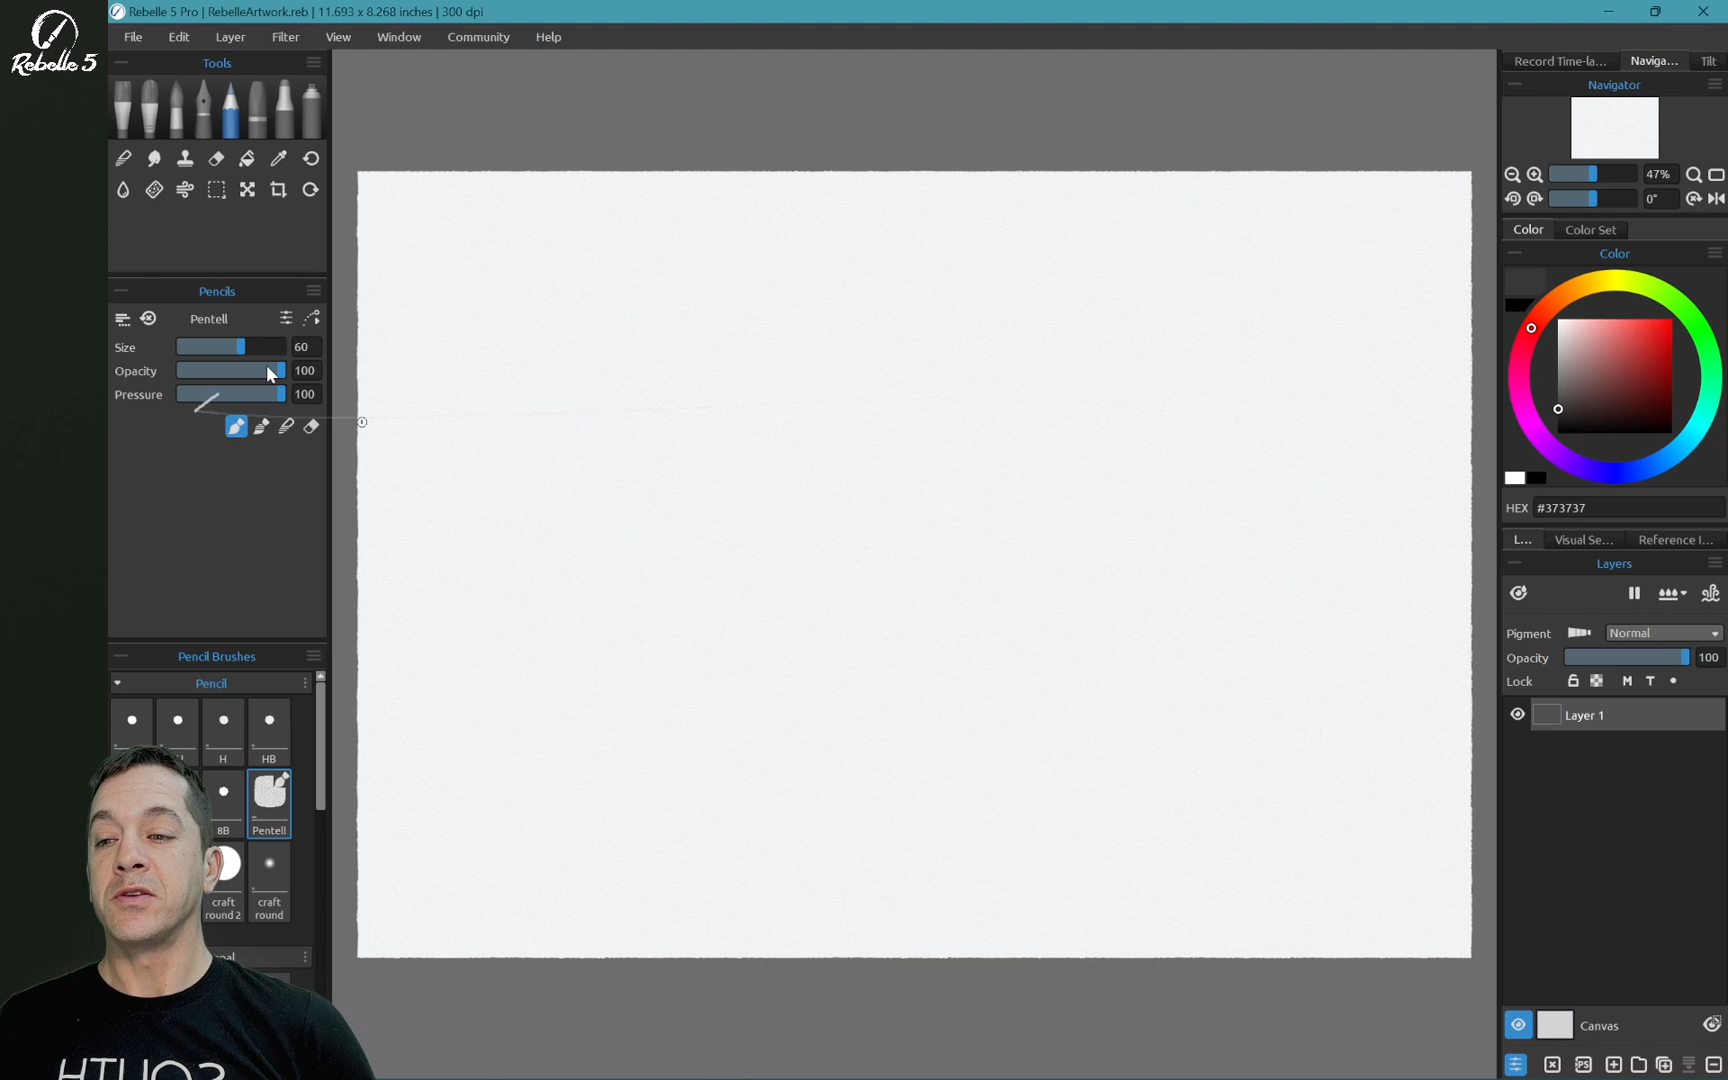 Rebelle 5
Rebelle 5 Pro | RebelleArtwork.reb | 11.693 x 8.268 inches | 300 dpi
File Edit Layer Filter View Window Community Help
Tools
Pencils
Pentell
Size 60
Opacity 100
Pressure 100
Pencil Brushes
Pencil
H HB
8B Pentell
craft round 2 craft round
Record Time-la... Naviga... Tilt
Navigator
47%
0°
Color Color Set
Color
HEX #373737
L... Visual Se... Reference I...
Layers
Pigment Normal
Opacity 100
Lock M T
Layer 1
Canvas
PS